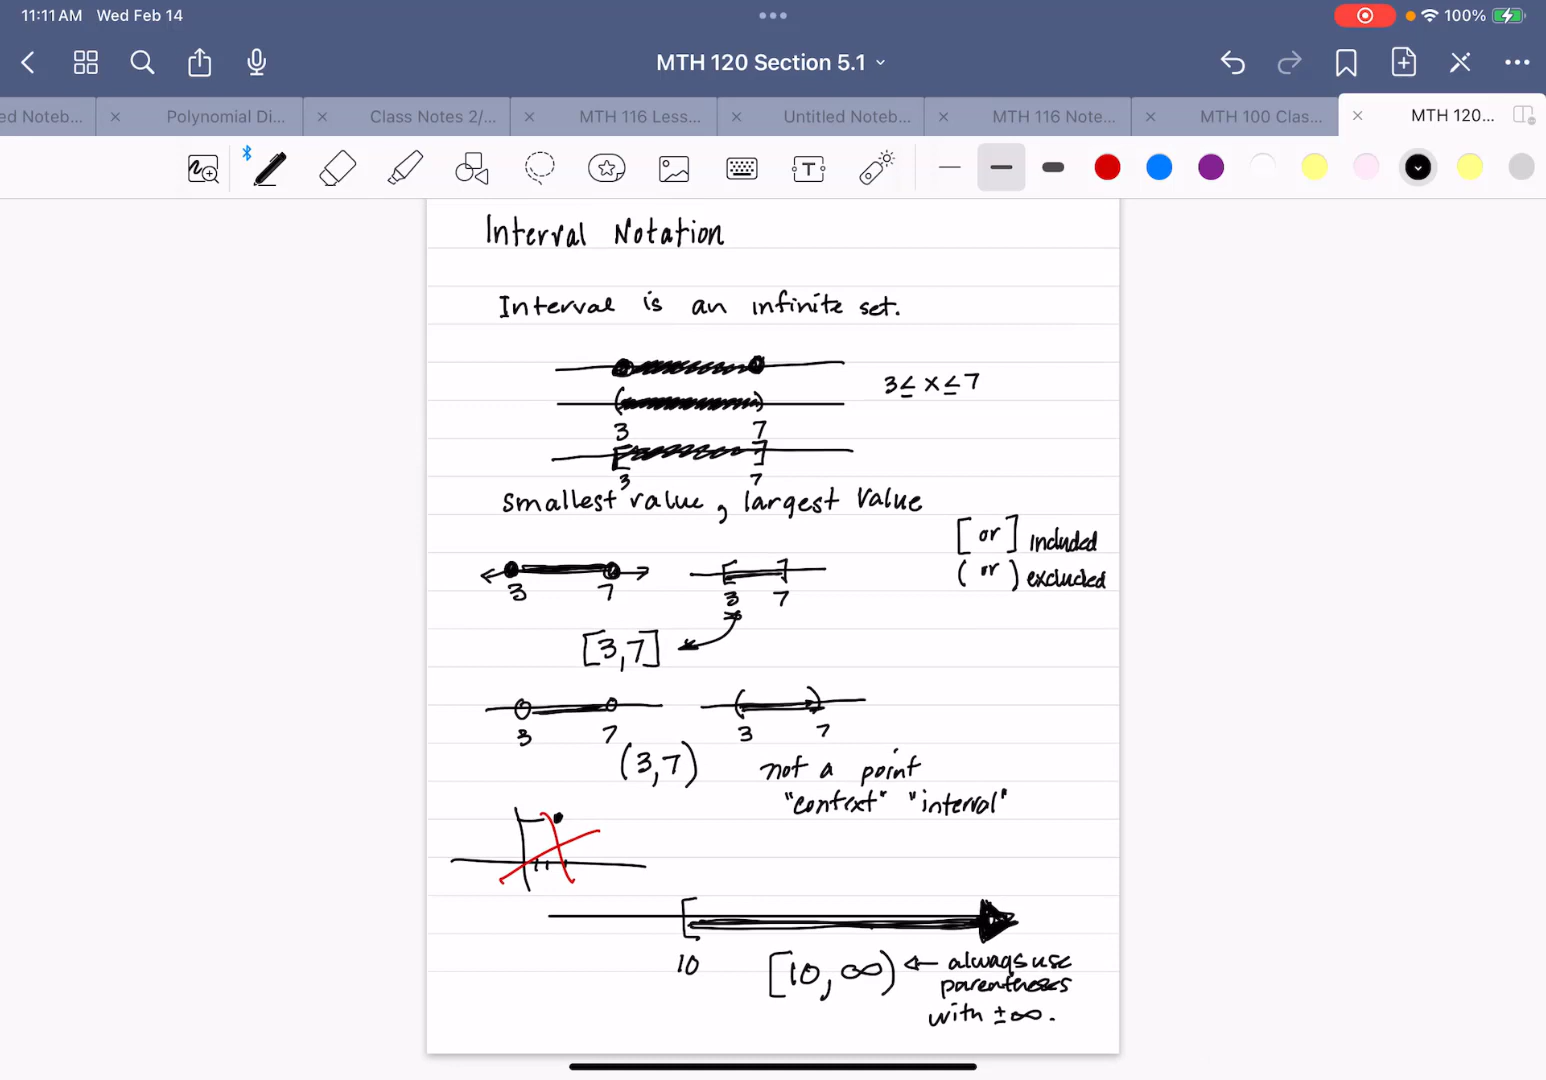 11:11 AM Wed Feb 14
100%
MTH 120 Section 5.1
ed Noteb...
Polynomial Di...
Class Notes 2/...
MTH 116 Less...
Untitled Noteb...
MTH 116 Note...
MTH 100 Clas...
MTH 120...
Interval Notation
Interval is an infinite set.
3 ≤ x ≤ 7
3 7
3 7
smallest value, largest value
[ or ] included
( or ) excluded
3 7 3 7
[3,7]
3 7 3 7
(3,7) not a point
"context" "interval"
10
[10, ∞) ← always use
parentheses
with ±∞.